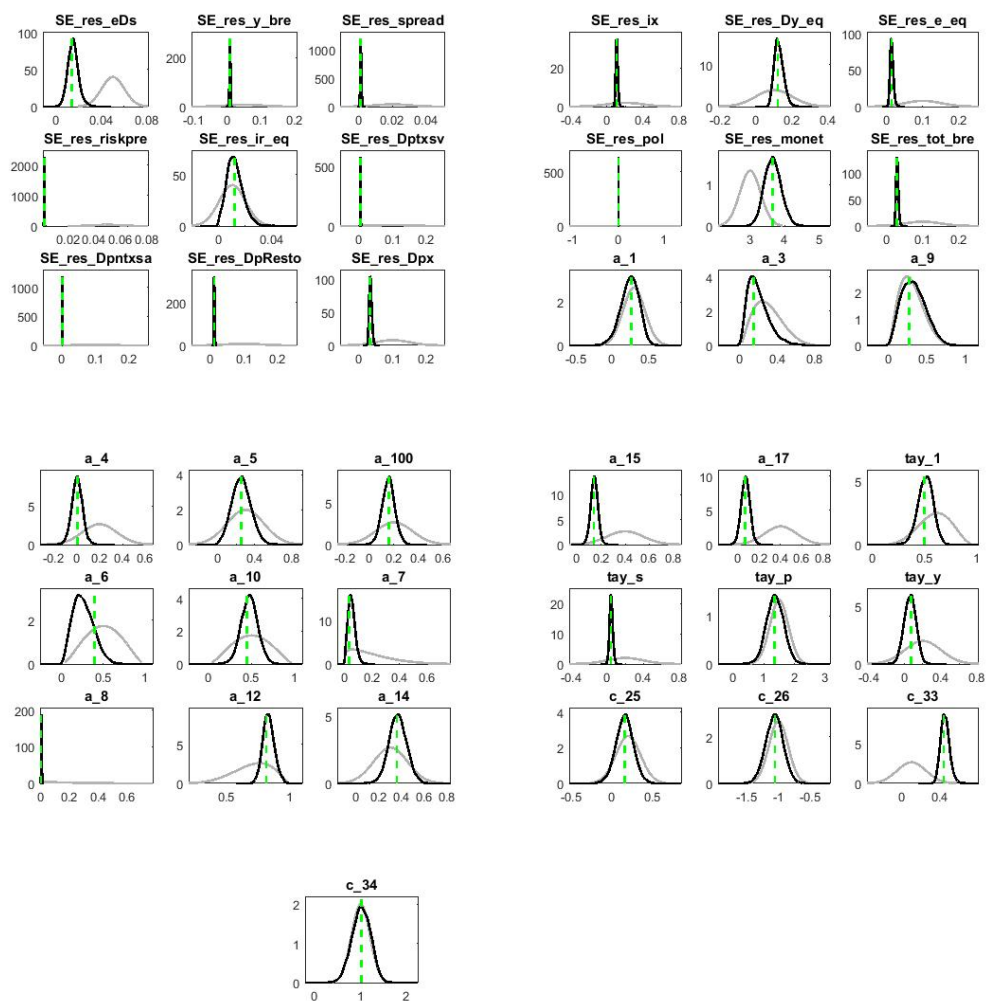 SE_res_eDs SE_res_y_bre SE_res_spread
100 50 0
200 0
1000 500 0
0 0.04 0.08 -0.1 0 0.1 0.2 0 0.02 0.04
SE_res_riskpre SE_res_ir_eq SE_res_Dptxsv
2000 1000 0
50 0
500 0
0.02 0.04 0.06 0.08 0 0.04 0 0.1 0.2
SE_res_Dpntxsa SE_res_DpResto SE_res_Dpx
1000 500 0
200 0
50 0
0 0.1 0.2 0 0.1 0.2 0 0.1 0.2
SE_res_ix SE_res_Dy_eq SE_res_e_eq
20 0
10 0
50 0
-0.4 0 0.4 0.8 -0.2 0 0.2 0.4 0 0.1 0.2
SE_res_pol SE_res_monet SE_res_tot_bre
500 0
1 0
100 50 0
-1 0 1 3 4 5 0 0.1 0.2
a_1 a_3 a_9
2 0
4 2 0
2 1 0
-0.5 0 0.5 0 0.4 0.8 0 0.5 1
a_4 a_5 a_100
5 0
4 2 0
5 0
-0.2 0 0.2 0.4 0.6 0 0.4 0.8 -0.2 0 0.2 0.4 0.6
a_6 a_10 a_7
2 0
4 2 0
10 0
0 0.5 1 0 0.5 1 0 0.2 0.4 0.6
a_8 a_12 a_14
200 100 0
5 0
5 0
0 0.2 0.4 0.6 0.5 1 0 0.2 0.4 0.6 0.8
a_15 a_17 tay_1
10 5 0
10 5 0
5 0
0 0.4 0.8 0 0.4 0.8 0 0.5 1
tay_s tay_p tay_y
20 10 0
1 0
5 0
-0.4 0 0.4 0.8 0 1 2 3 -0.4 0 0.4 0.8
c_25 c_26 c_33
4 2 0
2 0
5 0
-0.5 0 0.5 -1.5 -1 -0.5 0 0.4
c_34
2
1
0
0 1 2